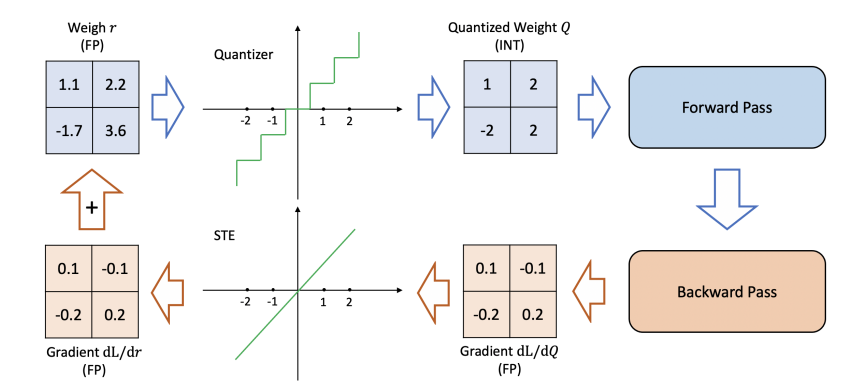 Weigh r
(FP)
1.1 2.2
-1.7 3.6
Quantizer
-2 -1 1 2
Quantized Weight Q
(INT)
1 2
-2 2
Forward Pass
+
STE
-2 -1 1 2
0.1 -0.1
-0.2 0.2
Gradient dL/dr
(FP)
0.1 -0.1
-0.2 0.2
Gradient dL/dQ
(FP)
Backward Pass